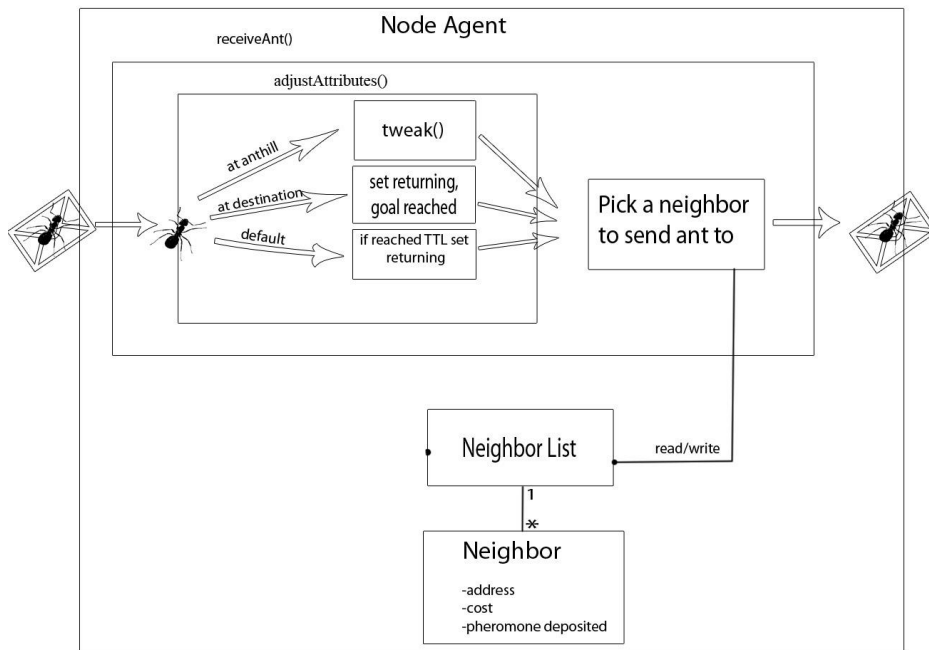 Node Agent
receiveAnt()
adjustAttributes()
at anthill
tweak()
at destination
set returning,
goal reached
default
if reached TTL set
returning
Pick a neighbor
to send ant to
Neighbor List
read/write
1
*
Neighbor
-address
-cost
-pheromone deposited